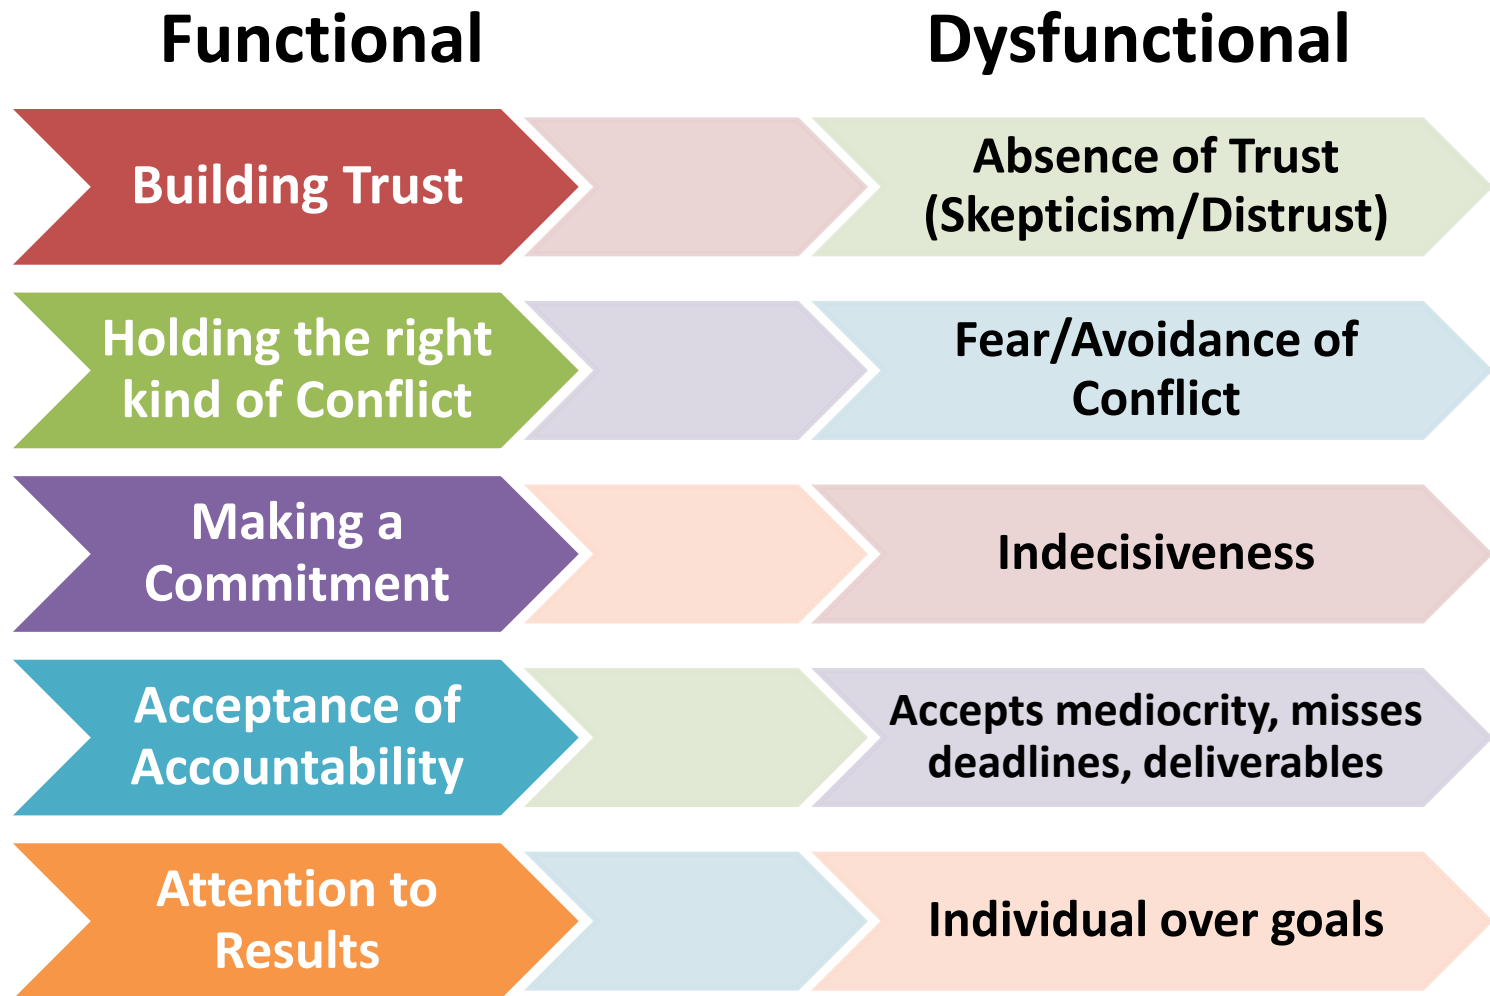 Functional
Dysfunctional
Building Trust
Absence of Trust
(Skepticism/Distrust)
Holding the right
kind of Conflict
Fear/Avoidance of
Conflict
Making a
Commitment
Indecisiveness
Acceptance of
Accountability
Accepts mediocrity, misses
deadlines, deliverables
Attention to
Results
Individual over goals